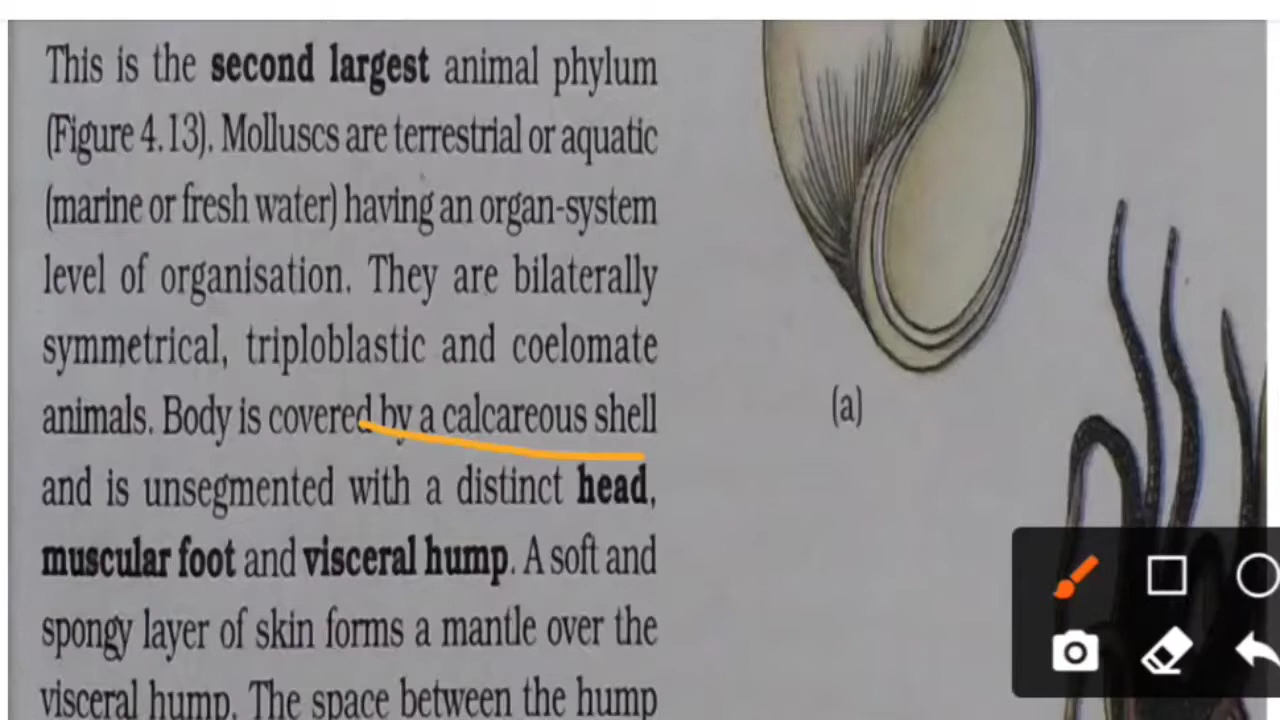 This is the second largest animal phylum
(Figure 4.13). Molluscs are terrestrial or aquatic
(marine or fresh water) having an organ-system
level of organisation. They are bilaterally
symmetrical, triploblastic and coelomate
animals. Body is covered by a calcareous shell
and is unsegmented with a distinct head,
muscular foot and visceral hump. A soft and
spongy layer of skin forms a mantle over the
visceral hump. The space between the hump
(a)